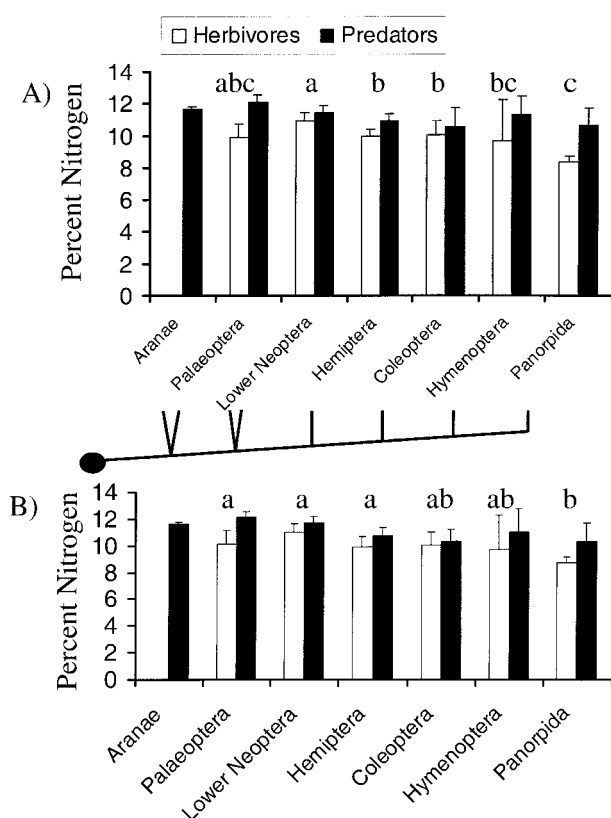 Herbivores Predators
A)
Percent Nitrogen
14
12
10
8
6
4
2
0
abc a b b bc c
Aranae Palaeoptera Lower Neoptera Hemiptera Coleoptera Hymenoptera Panorpida
B)
Percent Nitrogen
14
12
10
8
6
4
2
0
a a a ab ab b
Aranae Palaeoptera Lower Neoptera Hemiptera Coleoptera Hymenoptera Panorpida